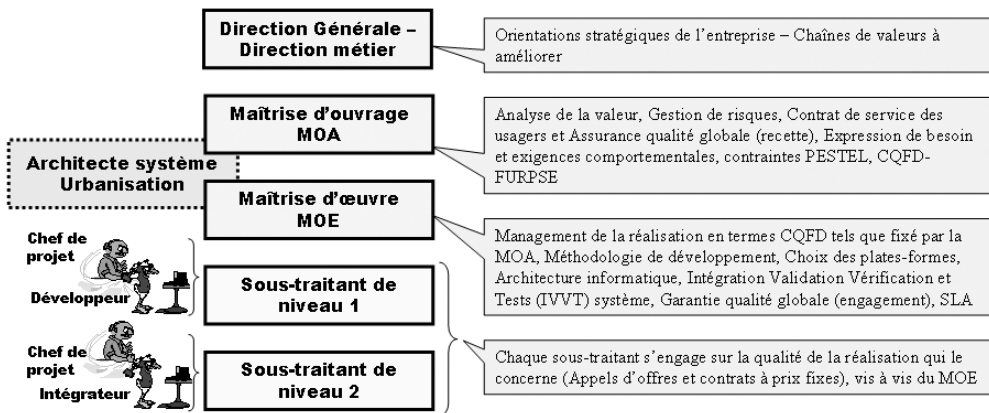 Direction Générale –
Direction métier
Orientations stratégiques de l'entreprise – Chaînes de valeurs à
améliorer
Maîtrise d'ouvrage
MOA
Analyse de la valeur, Gestion de risques, Contrat de service des
usagers et Assurance qualité globale (recette), Expression de besoin
et exigences comportementales, contraintes PESTEL, CQFD-
FURPSE
Architecte système
Urbanisation
Maîtrise d'œuvre
MOE
Management de la réalisation en termes CQFD tels que fixé par la
MOA, Méthodologie de développement, Choix des plates-formes,
Architecture informatique, Intégration Validation Vérification et
Tests (IVVT) système, Garantie qualité globale (engagement), SLA
Chef de
projet
Développeur
Sous-traitant de
niveau 1
Chef de
projet
Intégrateur
Sous-traitant de
niveau 2
Chaque sous-traitant s'engage sur la qualité de la réalisation qui le
concerne (Appels d'offres et contrats à prix fixes), vis à vis du MOE